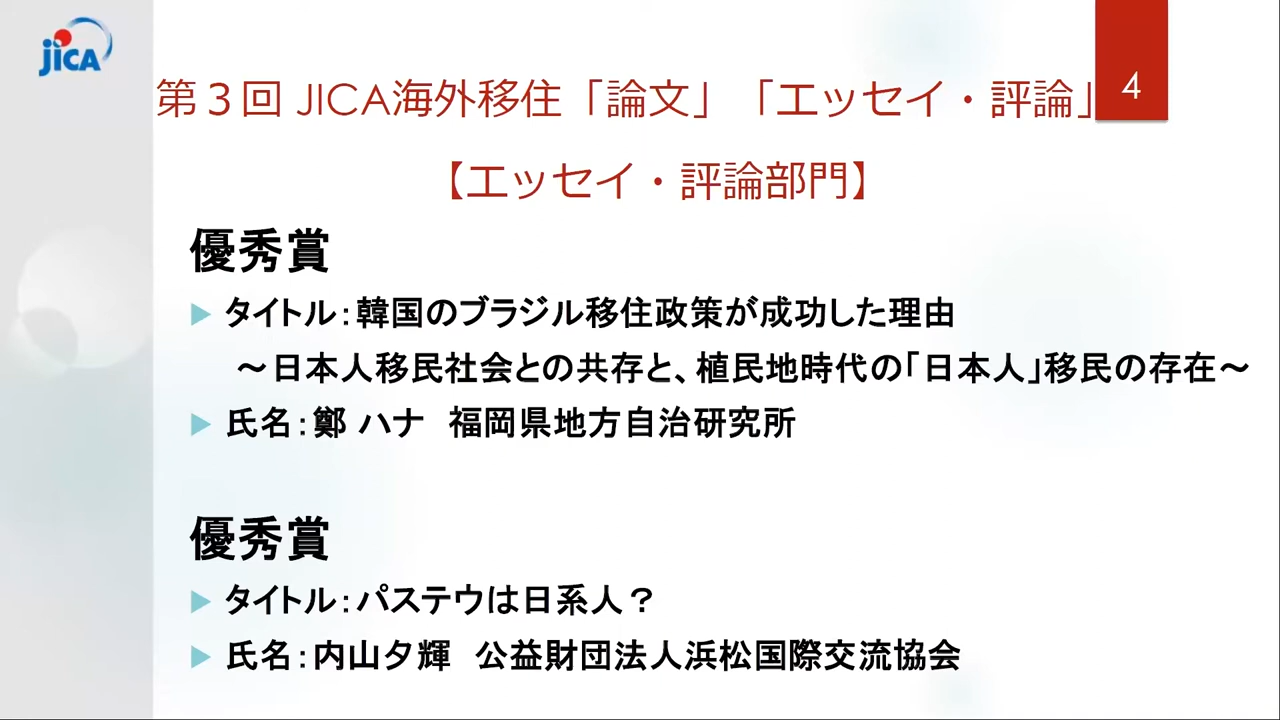 JICA
4
第３回 JICA海外移住「論文」「エッセイ・評論」
【エッセイ・評論部門】
優秀賞
タイトル：韓国のブラジル移住政策が成功した理由
～日本人移民社会との共存と、植民地時代の「日本人」移民の存在～
氏名：鄭 ハナ　福岡県地方自治研究所
優秀賞
タイトル：パステウは日系人？
氏名：内山夕輝　公益財団法人浜松国際交流協会